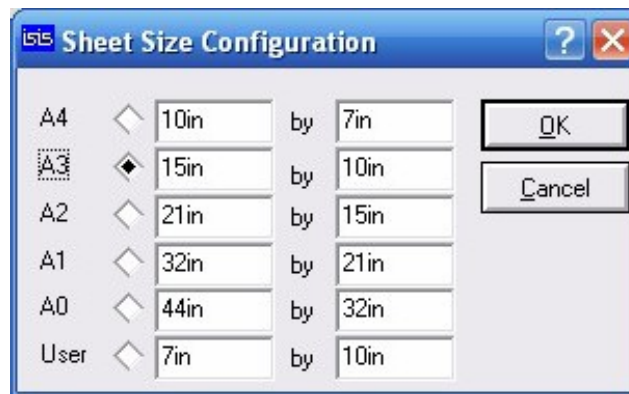 isis Sheet Size Configuration ?
A4 10in by 7in OK
A3 15in by 10in
Cancel
A2 21in by 15in
A1 32in by 21in
A0 44in by 32in
User 7in by 10in